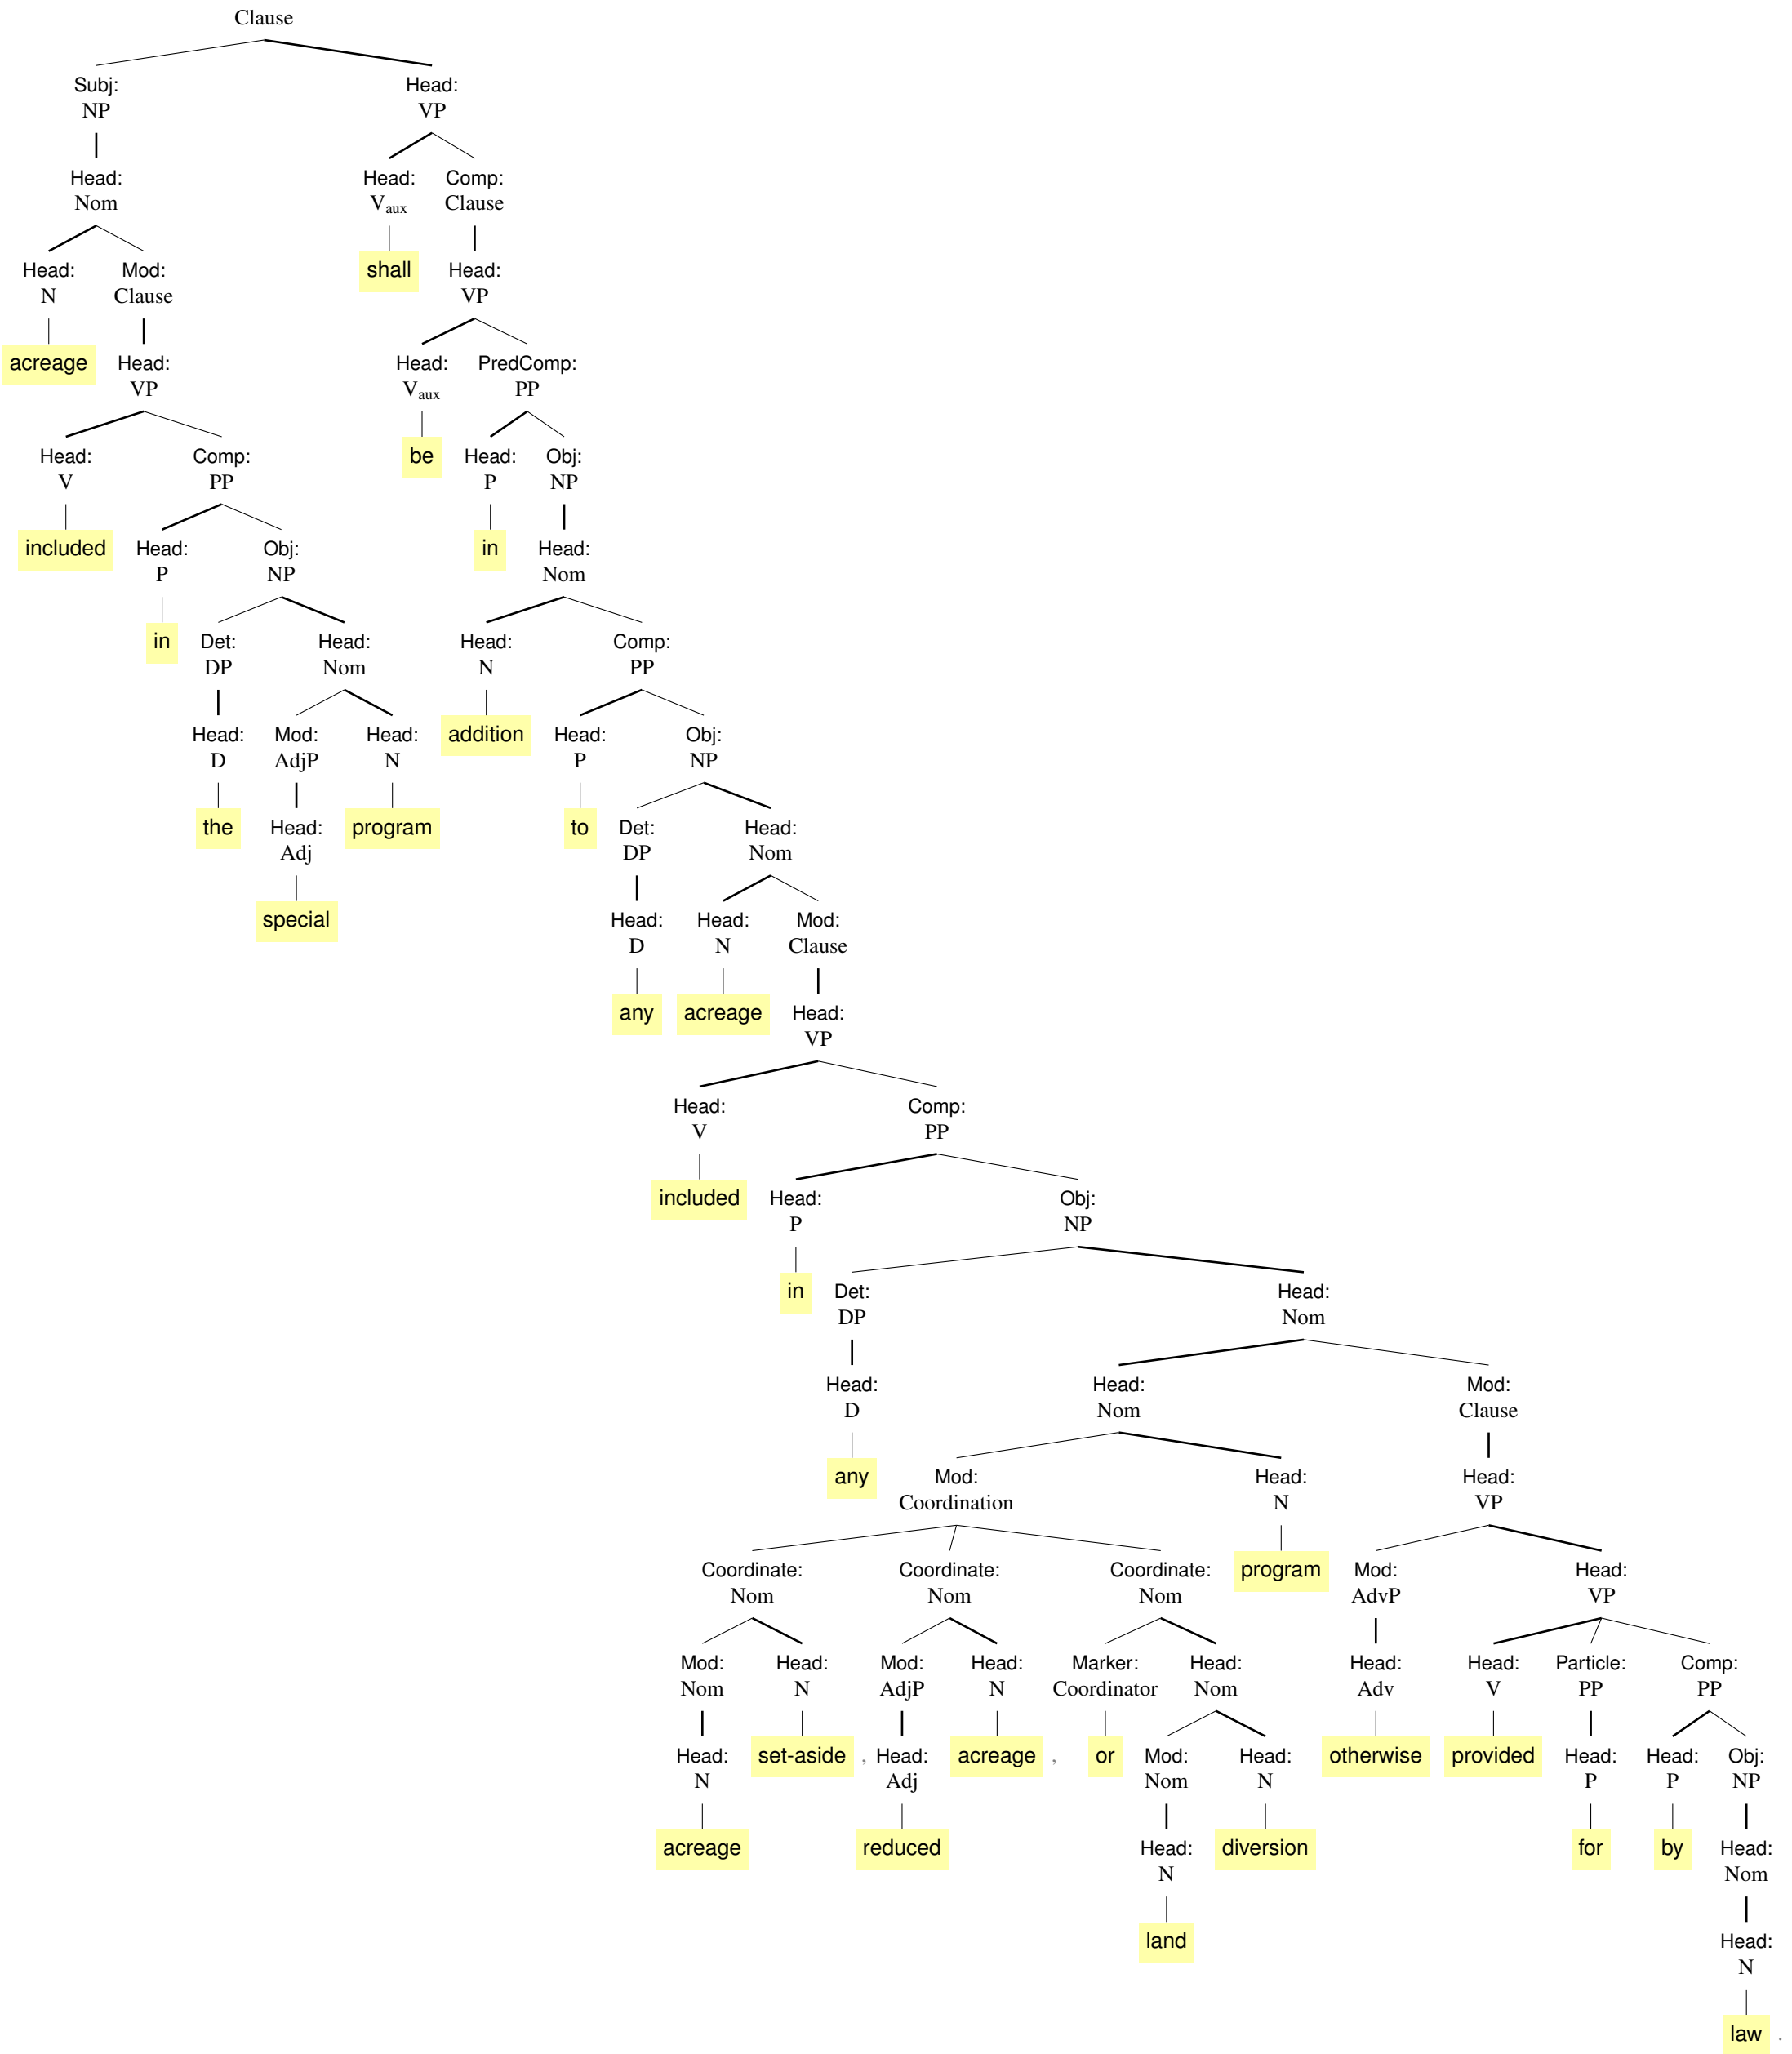 Clause
Subj: Head:
NP VP
Head: Head: Comp:
Nom Vaux Clause
Head: Mod: shall Head:
N Clause VP
acreage Head: Head: PredComp:
VP Vaux PP
Head: Comp: be Head: Obj:
V PP P NP
included Head: Obj: in Head:
P NP Nom
in Det: Head: Head: Comp:
DP Nom N PP
Head: Mod: Head: addition Head: Obj:
D AdjP N P NP
the Head: program to Det: Head:
Adj DP Nom
special Head: Head: Mod:
D N Clause
any acreage Head:
VP
Head: Comp:
V PP
included Head: Obj:
P NP
in Det: Head:
DP Nom
Head: Head: Mod:
D Nom Clause
any Mod: Head: Head:
Coordination N VP
Coordinate: Coordinate: Coordinate: program Mod: Head:
Nom Nom Nom AdvP VP
Mod: Head: Mod: Head: Marker: Head: Head: Head: Particle: Comp:
Nom N AdjP N Coordinator Nom Adv V PP PP
Head: set-aside , Head: acreage , or Mod: Head: otherwise provided Head: Head: Obj:
N Adj Nom N P P NP
acreage reduced Head: diversion for by Head:
N Nom
land Head:
N
law .